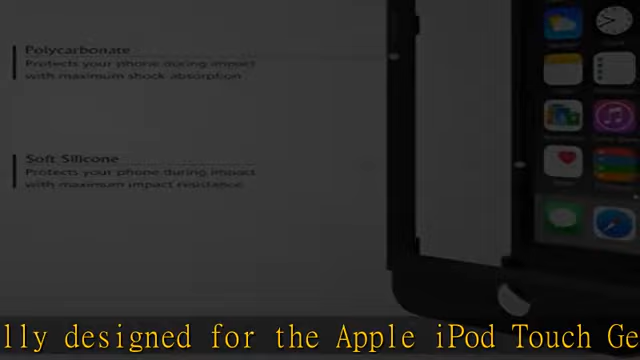 Polycarbonate
Protects your phone during impact
with maximum shock absorption
Soft Silicone
Protects your phone during impact
with maximum impact resistance
lly designed for the Apple iPod Touch Ge